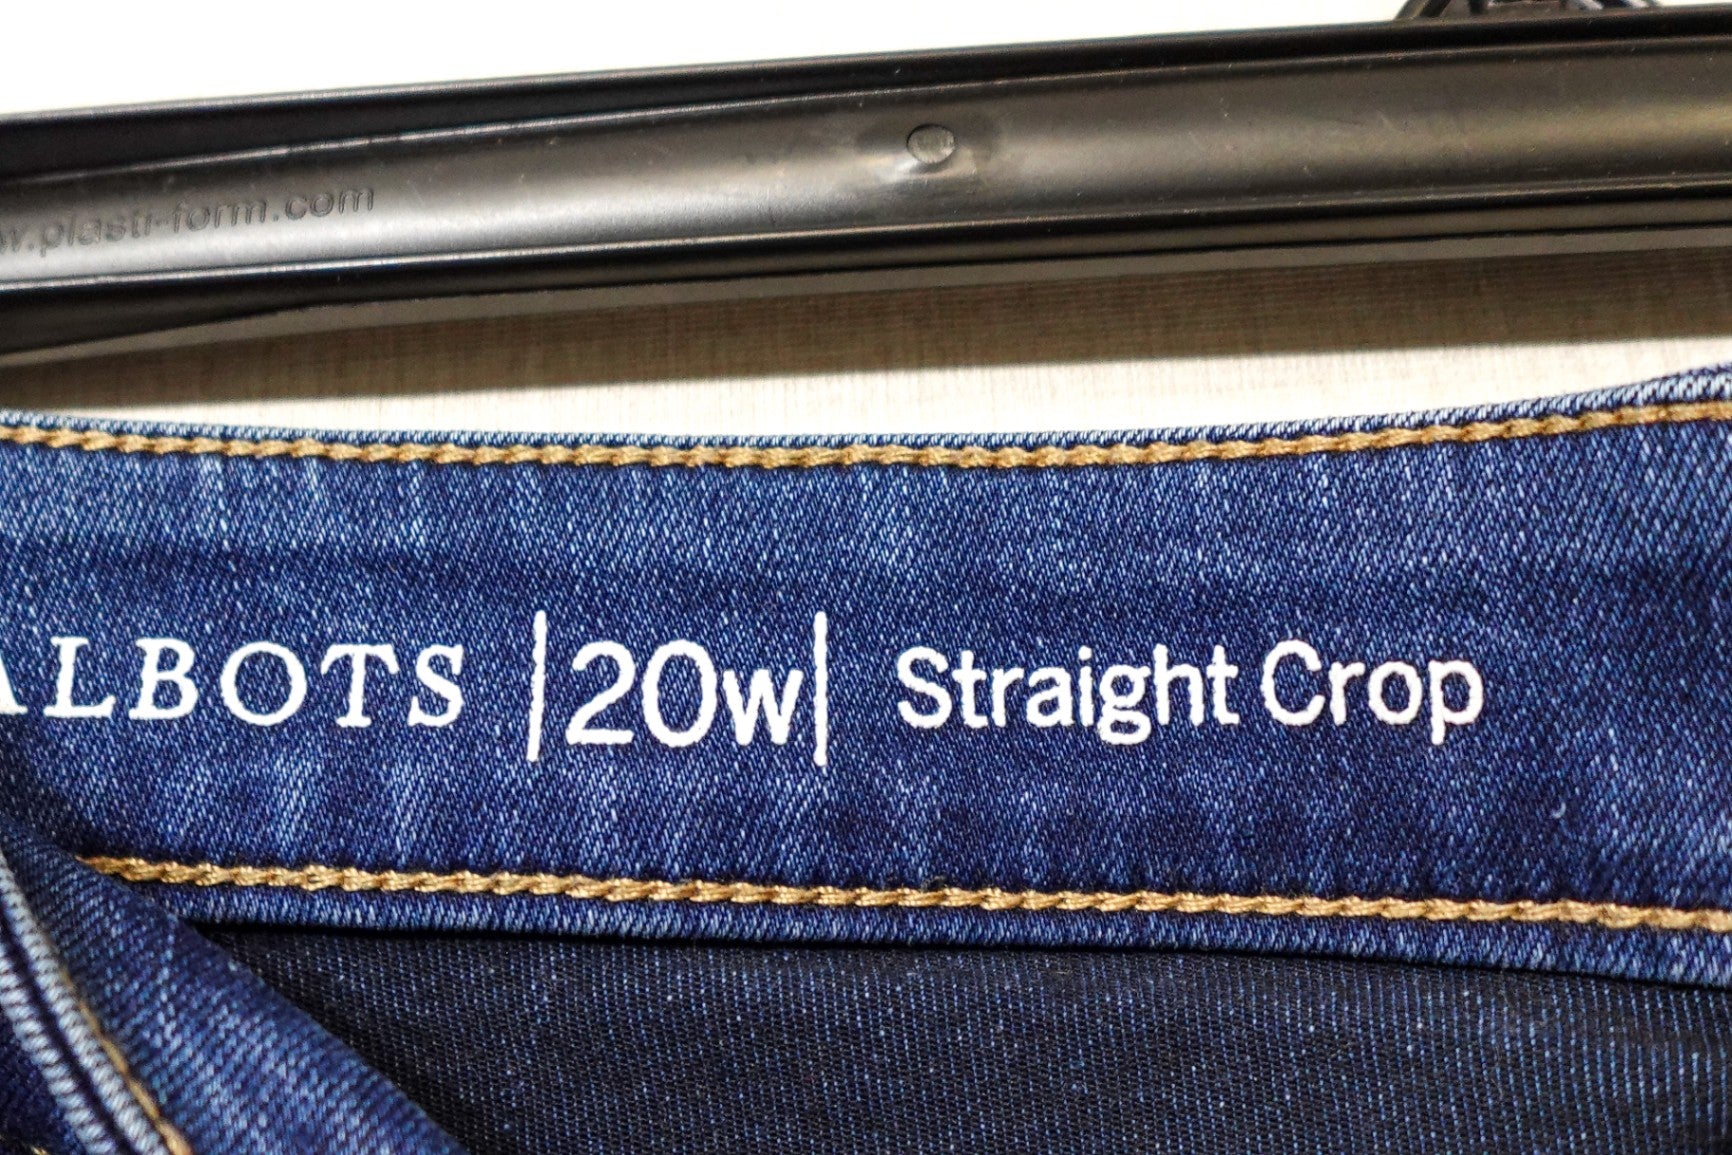 w.plasti-form.com
ALBOTS |20w| Straight Crop